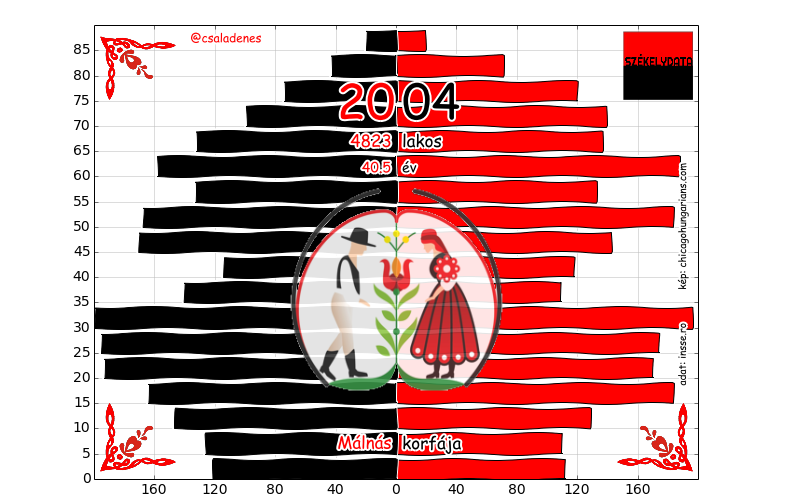 @csaladenes
SZÉKELYDATA
2004
4823 lakos
40.5 év
kép: chicagohungarians.com
adat: insse.ro
Málnás korfája
85
80
75
70
65
60
55
50
45
40
35
30
25
20
15
10
5
0
160 120 80 40 0 40 80 120 160